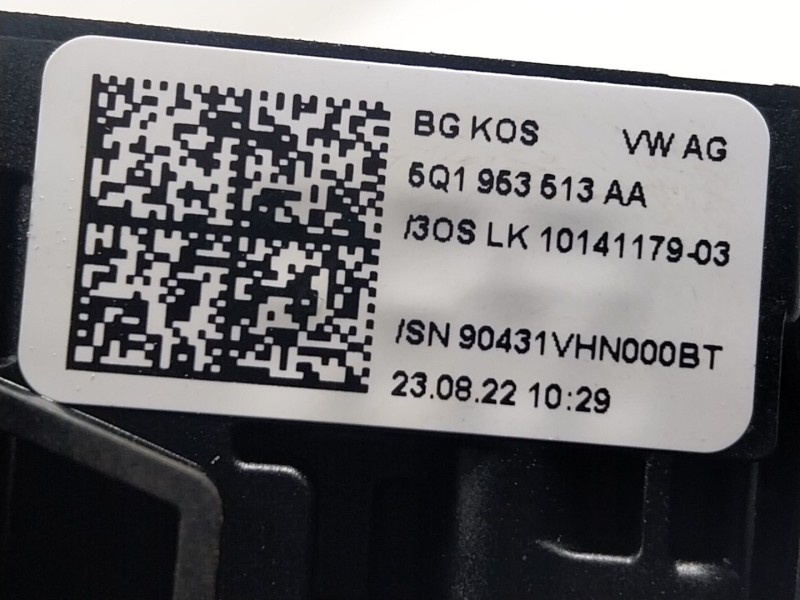 BG KOS VW AG
5Q1 953 513 AA
/3OS LK 10141179-03
/SN 90431VHN000BT
23.08.22 10:29